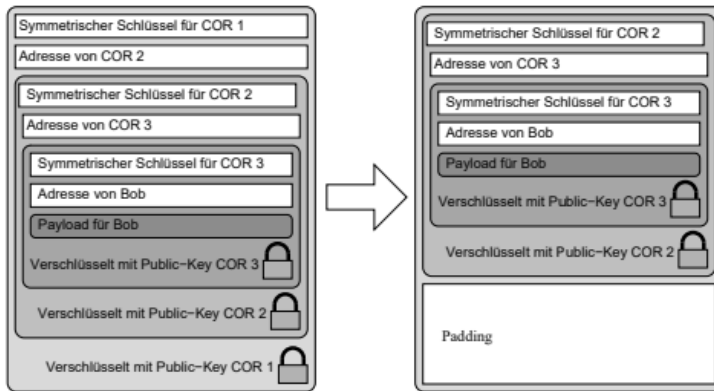 Symmetrischer Schlüssel für COR 1
Adresse von COR 2
Symmetrischer Schlüssel für COR 2
Adresse von COR 3
Symmetrischer Schlüssel für COR 3
Adresse von Bob
Payload für Bob
Verschlüsselt mit Public-Key COR 3
Verschlüsselt mit Public-Key COR 2
Verschlüsselt mit Public-Key COR 1
Symmetrischer Schlüssel für COR 2
Adresse von COR 3
Symmetrischer Schlüssel für COR 3
Adresse von Bob
Payload für Bob
Verschlüsselt mit Public-Key COR 3
Verschlüsselt mit Public-Key COR 2
Padding